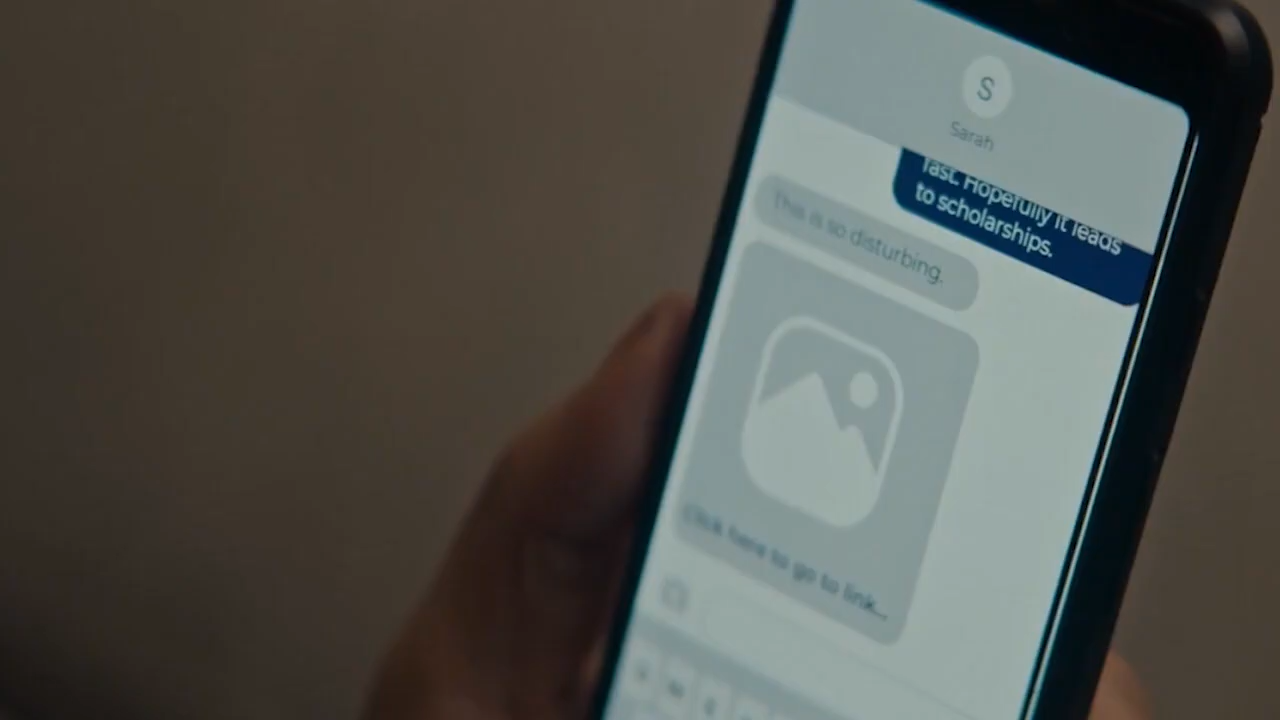 S
Sarah
fast. Hopefully it leads
to scholarships.
This is so disturbing.
Click here to go to link...